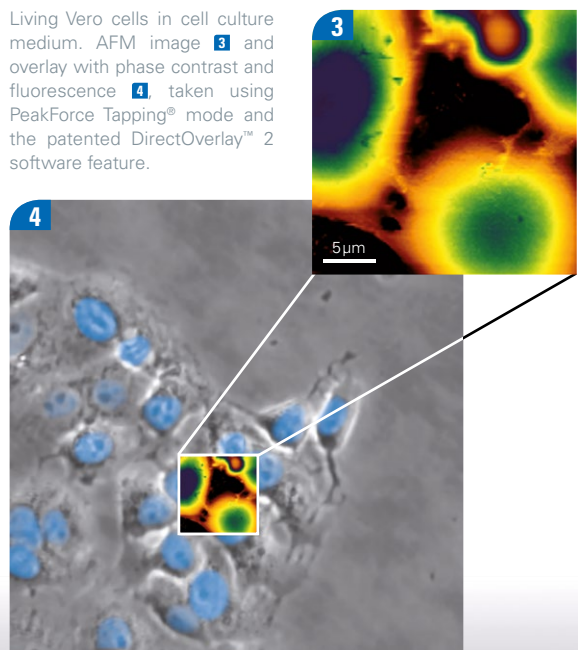 Living Vero cells in cell culture
medium. AFM image 3 and
overlay with phase contrast and
fluorescence 4, taken using
PeakForce Tapping® mode and
the patented DirectOverlay™ 2
software feature.
3
5µm
4